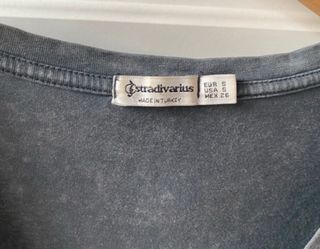 stradivarius
MADE IN TURKEY
EUR S
USA S
MEX 26